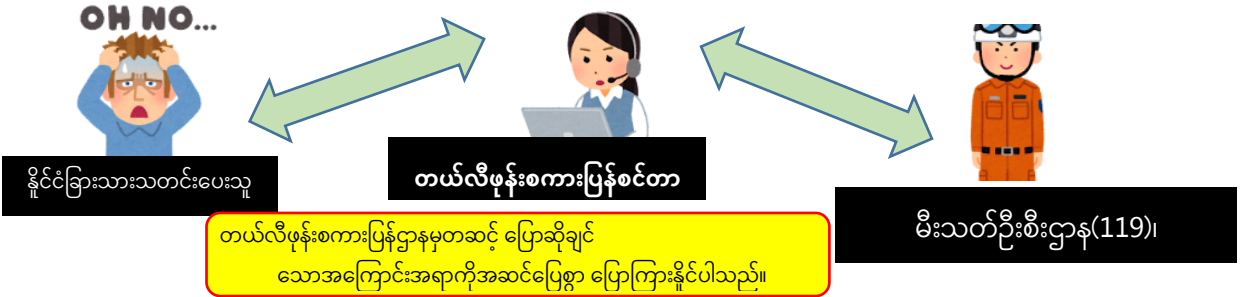 OH NO...
နိုင်ငံခြားသားသတင်းပေးသူ
တယ်လီဖုန်းစကားပြန်စင်တာ
မီးသတ်ဦးစီးဌာန(119)၊
တယ်လီဖုန်းစကားပြန်ဌာနမှတဆင့် ပြောဆိုချင်
သောအကြောင်းအရာကိုအဆင်ပြေစွာ ပြောကြားနိုင်ပါသည်။